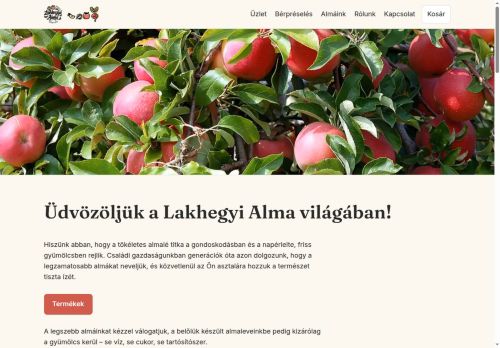 Üzlet Bérpréselés Almáink Rólunk Kapcsolat Kosár
Üdvözöljük a Lakhegyi Alma világában!
Hiszünk abban, hogy a tökéletes almalé titka a gondoskodásban és a napérlelte, friss
gyümölcsben rejlik. Családi gazdaságunkban generációk óta azon dolgozunk, hogy a
legzamatosabb almákat neveljük, és közvetlenül az Ön asztalára hozzuk a természet
tiszta ízét.
Termékek
A legszebb almáinkat kézzel válogatjuk, a belőlük készült almaleveinkbe pedig kizárólag
a gyümölcs kerül – se víz, se cukor, se tartósítószer.